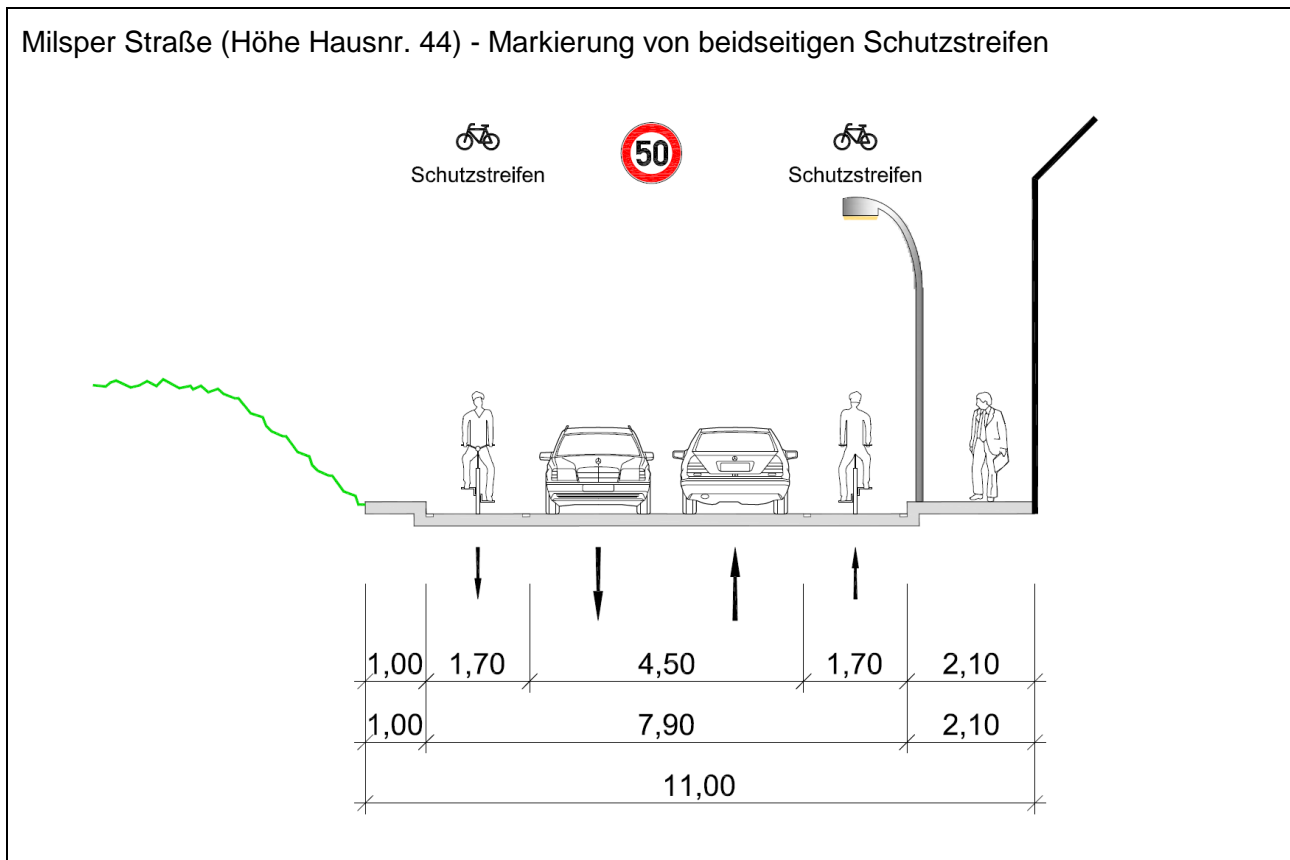 Milsper Straße (Höhe Hausnr. 44) - Markierung von beidseitigen Schutzstreifen
50
Schutzstreifen Schutzstreifen
1,00 1,70 4,50 1,70 2,10
1,00 7,90 2,10
11,00